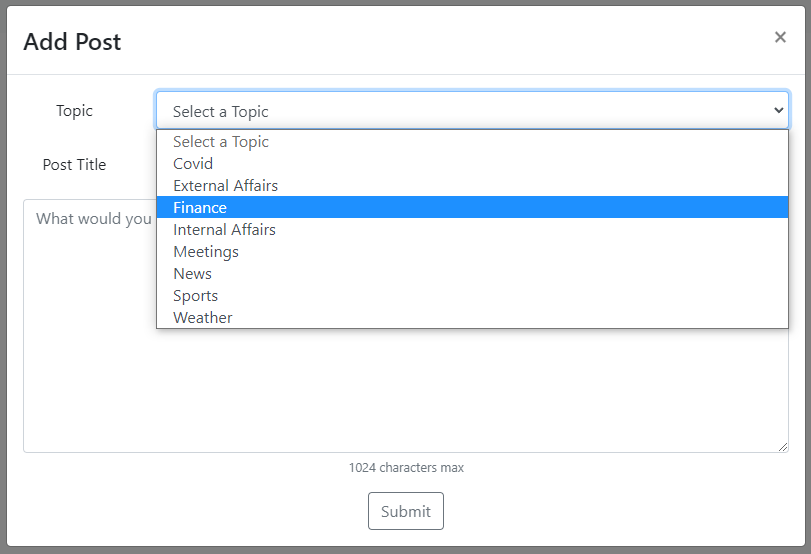 Add Post
×
Topic
Select a Topic
Select a Topic
Covid
External Affairs
Finance
Internal Affairs
Meetings
News
Sports
Weather
Post Title
What would you
1024 characters max
Submit